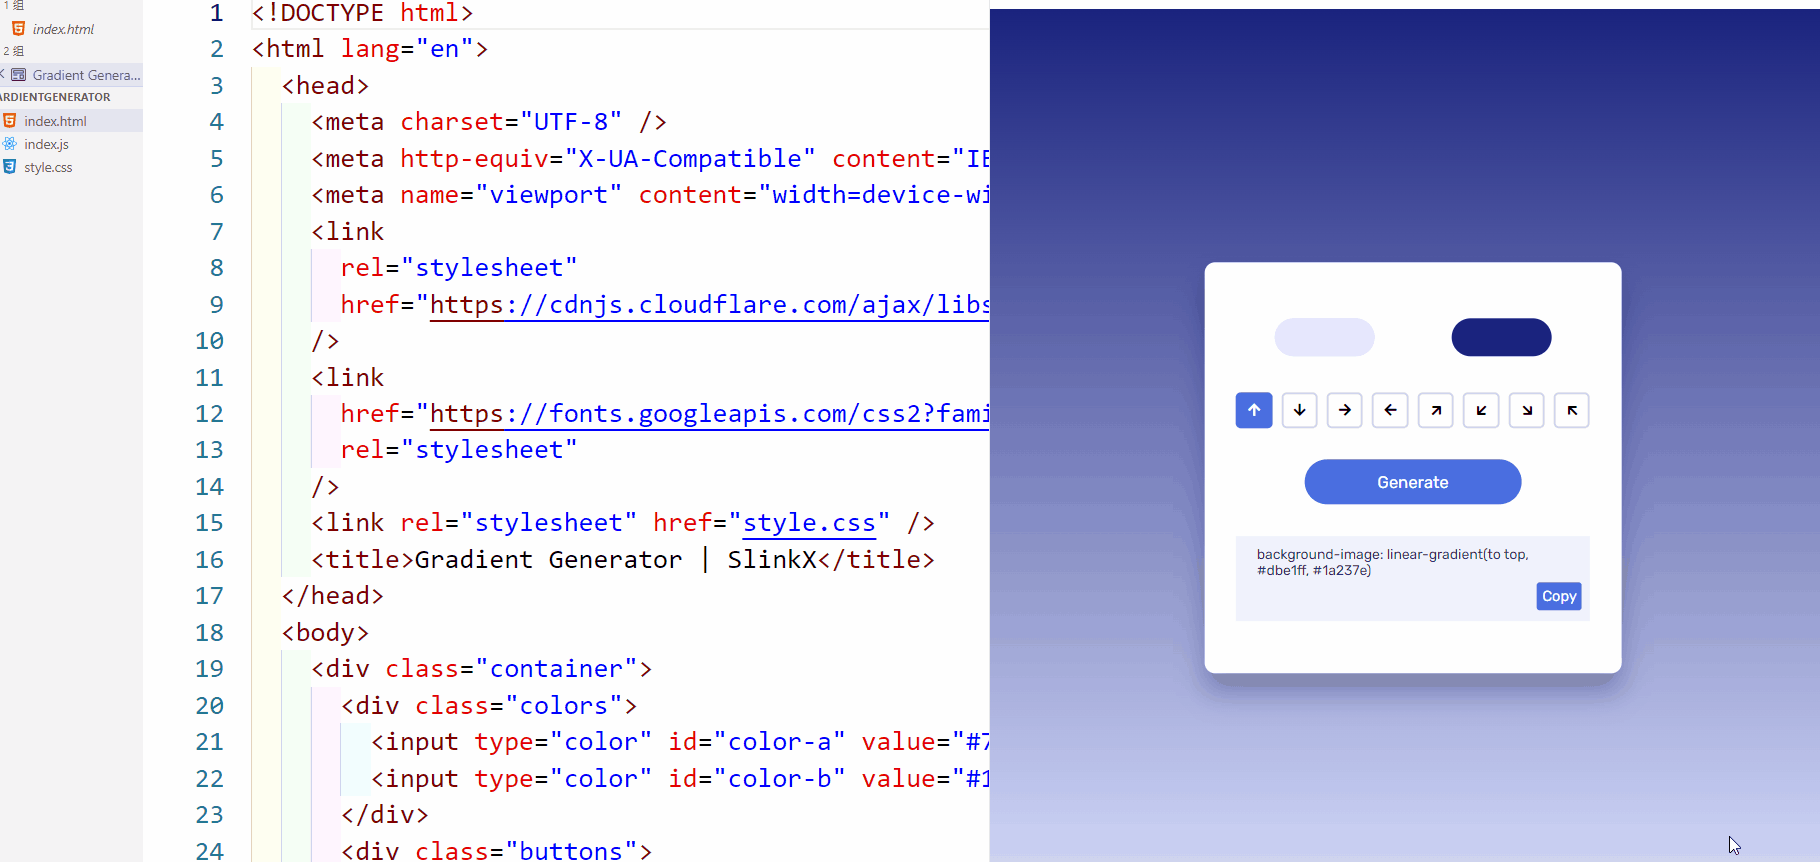 1 组
index.html
2 组
Gradient Genera...
ARDIENTGENERATOR
index.html
index.js
style.css
1 <!DOCTYPE html>
2 <html lang="en">
3 <head>
4 <meta charset="UTF-8" />
5 <meta http-equiv="X-UA-Compatible" content="IE
6 <meta name="viewport" content="width=device-wi
7 <link
8 rel="stylesheet"
9 href="https://cdnjs.cloudflare.com/ajax/libs
10 />
11 <link
12 href="https://fonts.googleapis.com/css2?fami
13 rel="stylesheet"
14 />
15 <link rel="stylesheet" href="style.css" />
16 <title>Gradient Generator | SlinkX</title>
17 </head>
18 <body>
19 <div class="container">
20 <div class="colors">
21 <input type="color" id="color-a" value="#7
22 <input type="color" id="color-b" value="#1
23 </div>
24 <div class="buttons">
Generate
background-image: linear-gradient(to top,
#dbe1ff, #1a237e)
Copy